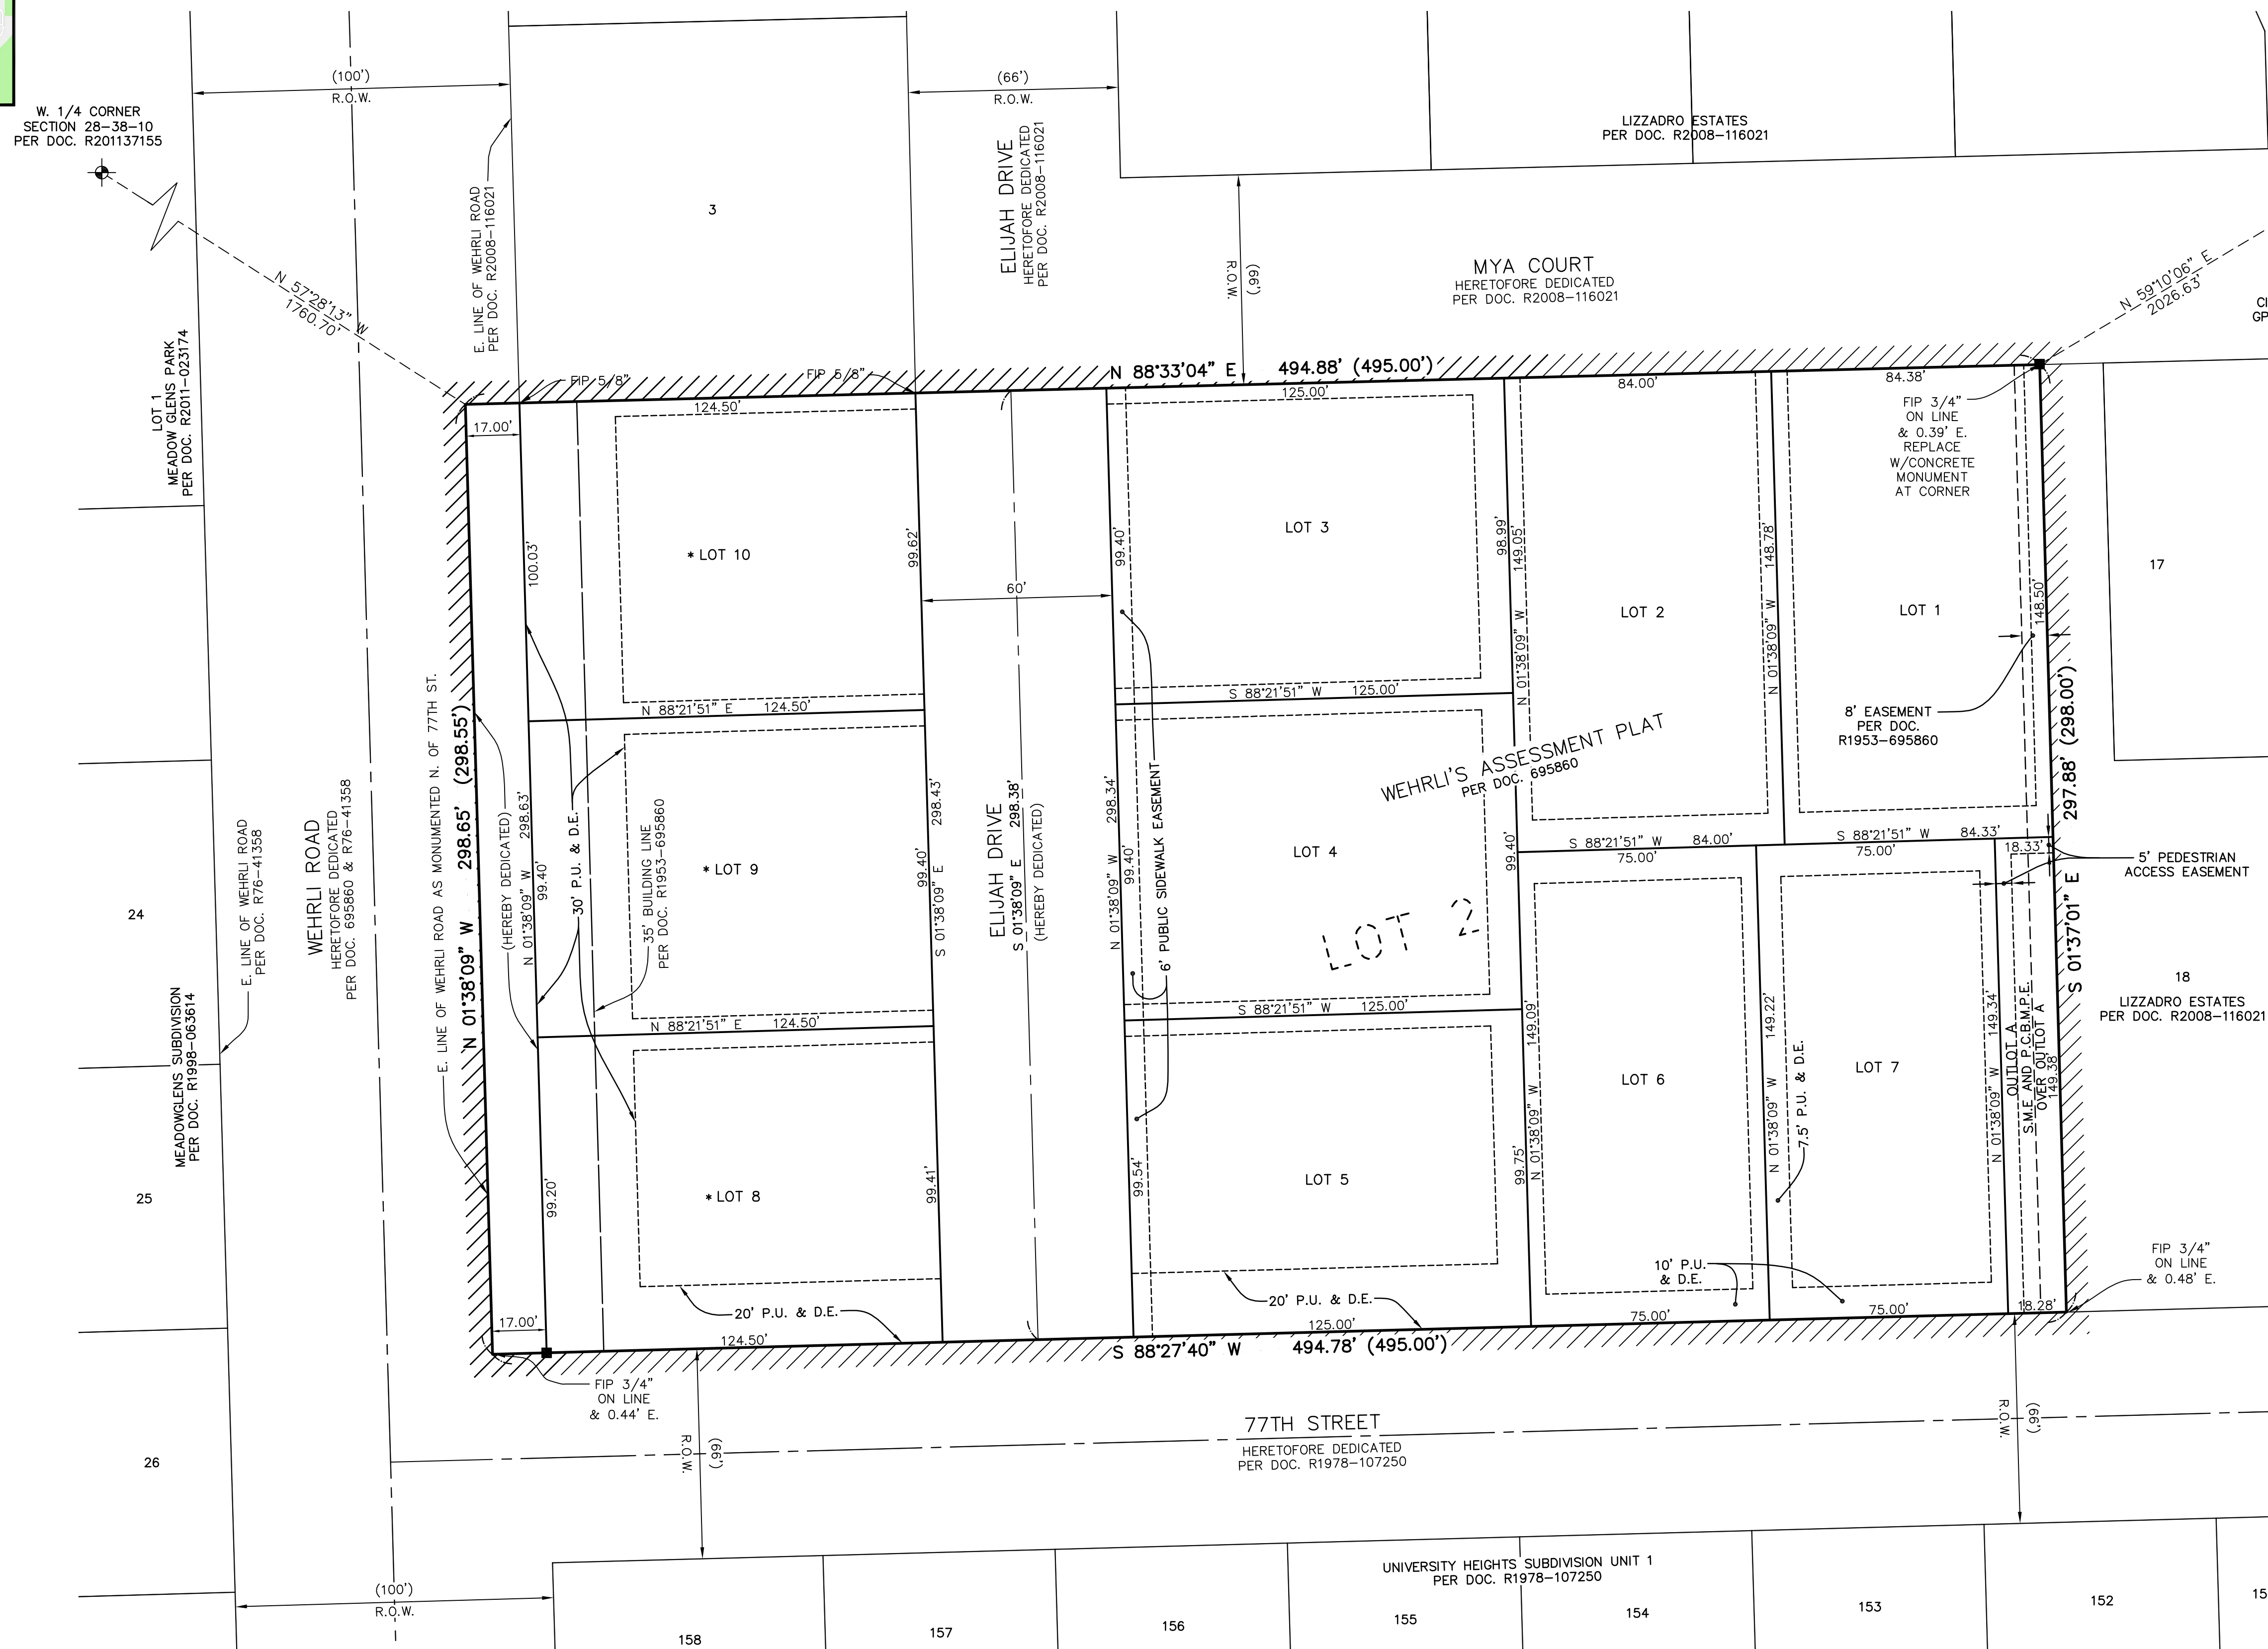 (100')
R.O.W.
(66')
R.O.W.
W. 1/4 CORNER
SECTION 28-38-10
PER DOC. R201137155
LIZZADRO ESTATES
PER DOC. R2008-116021
E. LINE OF WEHRLI ROAD
PER DOC. R2008-116021
3
ELIJAH DRIVE
HERETOFORE DEDICATED
PER DOC. R2008-116021
R.O.W.
(66')
MYA COURT
HERETOFORE DEDICATED
PER DOC. R2008-116021
N 57°28'13" W
1760.70'
N 59°10'06" E
2026.63'
CI
GP
LOT 1
MEADOW GLENS PARK
PER DOC. R2011-023174
FIP 5/8"
FIP 5/8"
N 88°33'04" E 494.88' (495.00')
17.00'
124.50'
125.00'
84.00'
84.38'
FIP 3/4"
ON LINE
& 0.39' E.
REPLACE
W/CONCRETE
MONUMENT
AT CORNER
100.03'
* LOT 10
99.62'
60'
99.40'
LOT 3
98.99'
149.05'
N 01°38'09" W
LOT 2
148.78'
N 01°38'09" W
LOT 1
148.50'
17
8' EASEMENT
PER DOC.
R1953-695860
N 88°21'51" E 124.50'
S 88°21'51" W 125.00'
WEHRLI'S ASSESSMENT PLAT
PER DOC. 695860
E. LINE OF WEHRLI ROAD
PER DOC. R76-41358
WEHRLI ROAD
HERETOFORE DEDICATED
PER DOC. 695860 & R76-41358
E. LINE OF WEHRLI ROAD AS MONUMENTED N. OF 77TH ST.
N 01°38'09" W 298.65' (298.55')
(HEREBY DEDICATED)
N 01°38'09" W 298.63'
99.40'
30' P.U. & D.E.
35' BUILDING LINE
PER DOC. R1953-695860
* LOT 9
99.40'
S 01°38'09" E 298.43'
ELIJAH DRIVE
S 01°38'09" E 298.38'
(HEREBY DEDICATED)
N 01°38'09" W 298.34'
99.40'
6' PUBLIC SIDEWALK EASEMENT
LOT 4
LOT 2
99.40'
S 88°21'51" W 84.00'
75.00'
S 88°21'51" W 84.33'
75.00'
18.33'
5' PEDESTRIAN
ACCESS EASEMENT
S 01°37'01" E 297.88' (298.00')
24
MEADOWGLENS SUBDIVISION
PER DOC. R1998-063614
18
LIZZADRO ESTATES
PER DOC. R2008-116021
N 88°21'51" E 124.50'
S 88°21'51" W 125.00'
149.09'
N 01°38'09" W
LOT 6
149.22'
N 01°38'09" W
7.5' P.U. & D.E.
LOT 7
149.34'
N 01°38'09" W
OUTLOT A
S.M.E AND P.C.B.M.P.E.
OVER OUTLOT A
149.38'
25
99.20'
* LOT 8
99.41'
99.54'
LOT 5
99.75'
20' P.U. & D.E.
20' P.U. & D.E.
10' P.U.
& D.E.
FIP 3/4"
ON LINE
& 0.48' E.
17.00'
124.50'
125.00'
75.00'
75.00'
18.28'
S 88°27'40" W 494.78' (495.00')
FIP 3/4"
ON LINE
& 0.44' E.
26
R.O.W.
(66')
77TH STREET
HERETOFORE DEDICATED
PER DOC. R1978-107250
R.O.W.
(66')
(100')
R.O.W.
UNIVERSITY HEIGHTS SUBDIVISION UNIT 1
PER DOC. R1978-107250
158
157
156
155
154
153
152
15